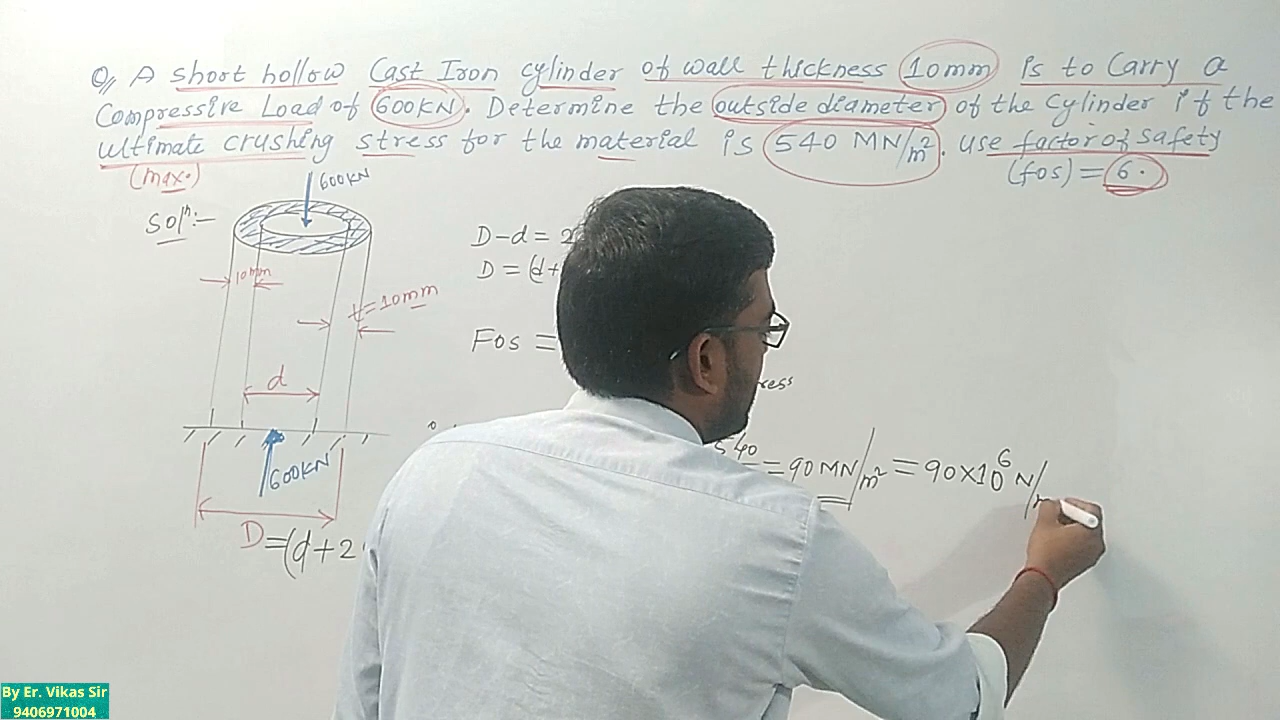 Q// A short hollow Cast Iron cylinder of wall thickness 10mm is to Carry a
Compressive Load of 600KN. Determine the outside diameter of the Cylinder if the
ultimate crushing stress for the material is 540 MN/m². use factor of safety
(max.)
(fos) = 6.
600KN
Solⁿ:-
D-d = 2
D = (d+
10mm
t=10mm
Fos =
d
ress
540
= 90 MN/m² = 90×10⁶ N/
600KN
D=(d+2
By Er. Vikas Sir
9406971004